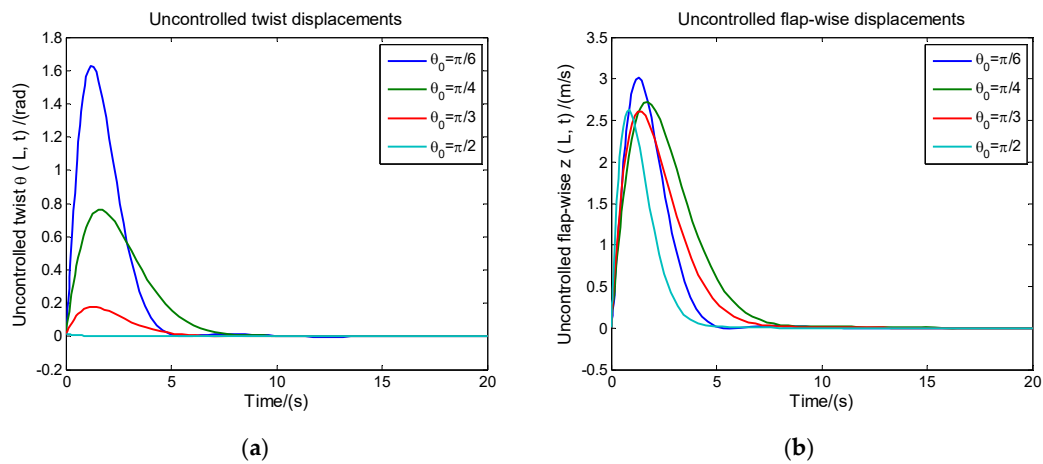 Uncontrolled twist displacements
Uncontrolled twist θ ( L, t) /(rad)
1.8
1.6
1.4
1.2
1
0.8
0.6
0.4
0.2
0
-0.2
0
5
10
15
20
Time/(s)
θ0=π/6
θ0=π/4
θ0=π/3
θ0=π/2
(a)
Uncontrolled flap-wise displacements
Uncontrolled flap-wise z ( L, t) /(m/s)
3.5
3
2.5
2
1.5
1
0.5
0
-0.5
0
5
10
15
20
Time/(s)
θ0=π/6
θ0=π/4
θ0=π/3
θ0=π/2
(b)